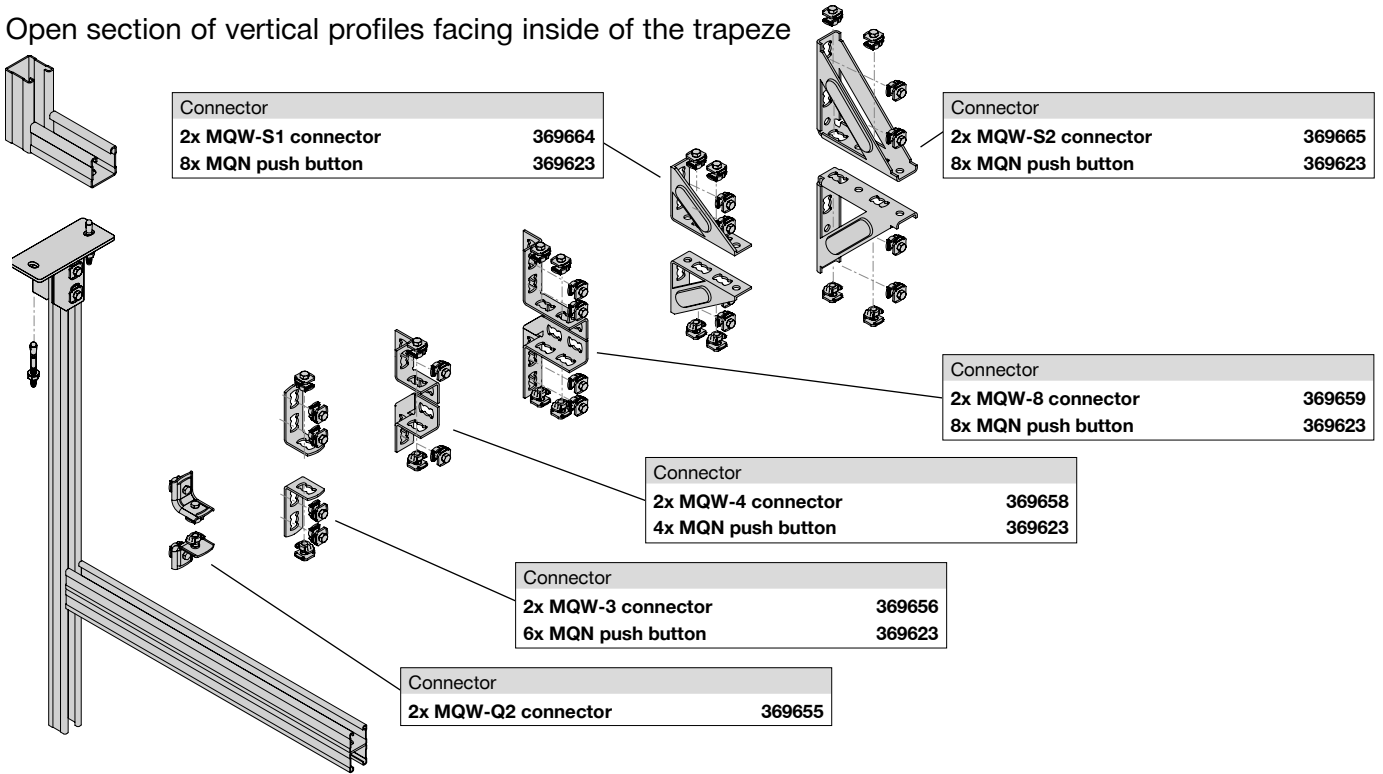 Open section of vertical profiles facing inside of the trapeze
Connector
2x MQW-S1 connector 369664
8x MQN push button 369623
Connector
2x MQW-S2 connector 369665
8x MQN push button 369623
Connector
2x MQW-8 connector 369659
8x MQN push button 369623
Connector
2x MQW-4 connector 369658
4x MQN push button 369623
Connector
2x MQW-3 connector 369656
6x MQN push button 369623
Connector
2x MQW-Q2 connector 369655